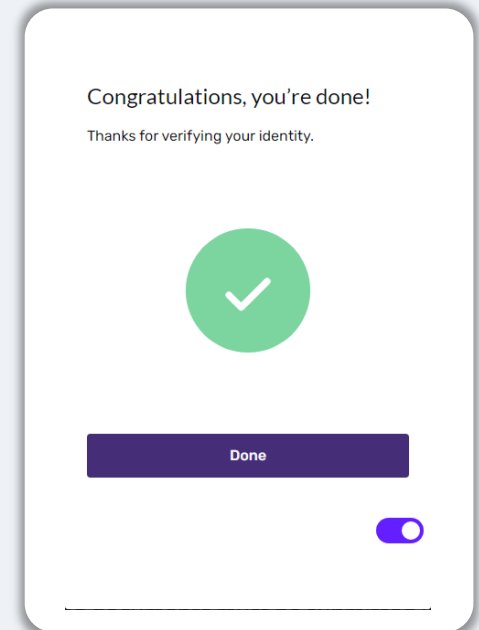 Congratulations, you’re done!
Thanks for verifying your identity.
Done